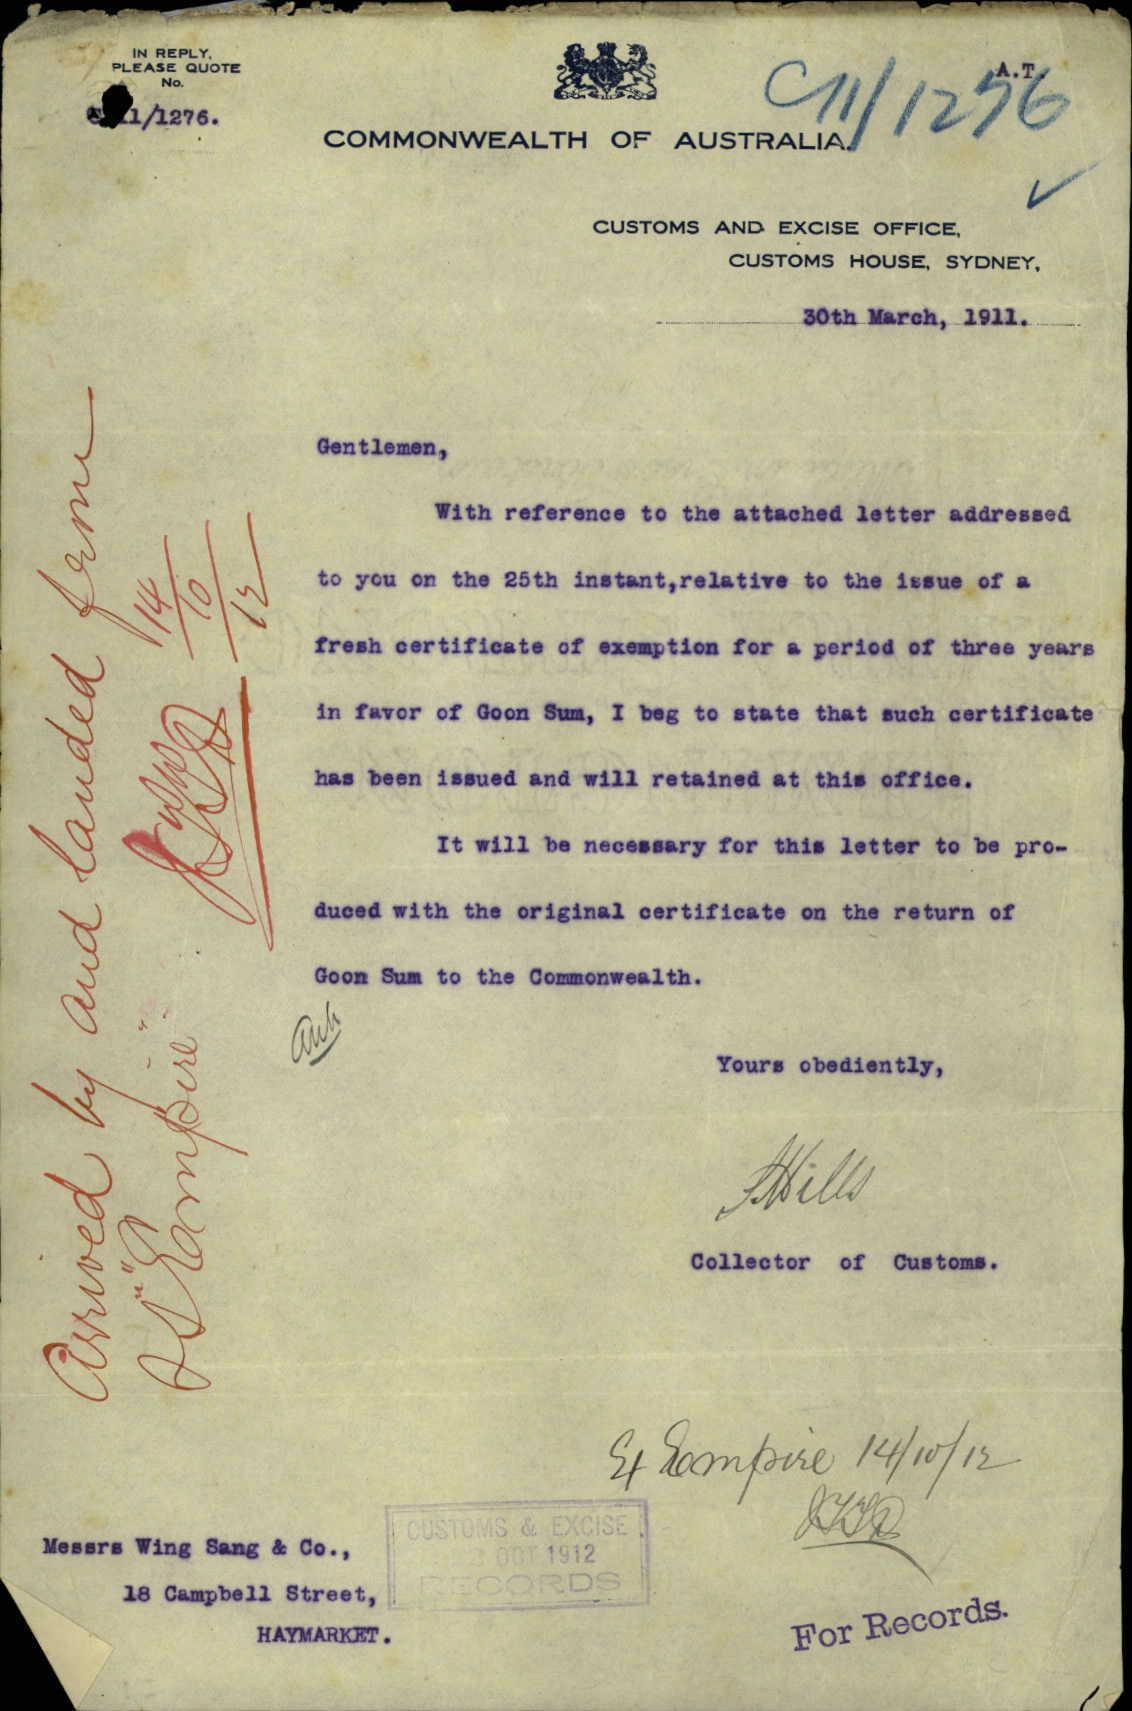 IN REPLY,
PLEASE QUOTE
No.
11/1276.
A.T
C11/1276
COMMONWEALTH OF AUSTRALIA.
CUSTOMS AND EXCISE OFFICE,
CUSTOMS HOUSE, SYDNEY,
30th March, 1911.
Gentlemen,
With reference to the attached letter addressed
to you on the 25th instant,relative to the issue of a
fresh certificate of exemption for a period of three years
in favor of Goon Sum, I beg to state that such certificate
has been issued and will retained at this office.
It will be necessary for this letter to be pro-
duced with the original certificate on the return of
Goon Sum to the Commonwealth.
Yours obediently,
Collector of Customs.
Arrived by and landed from
"Empire"
14/10/12
Ex Empire 14/10/12
CUSTOMS & EXCISE
OCT 1912
RECORDS
Messrs Wing Sang & Co.,
18 Campbell Street,
HAYMARKET.
For Records.